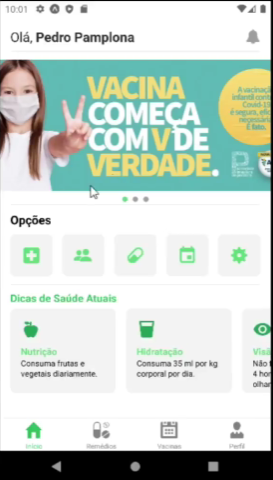 10:01
Olá, Pedro Pamplona
VACINA
COMEÇA
COM V DE
VERDADE.
A vacinação
infantil contra
Covid-19
é segura, efic
necessária
É isso.
Opções
Dicas de Saúde Atuais
Nutrição
Consuma frutas e
vegetais diariamente.
Hidratação
Consuma 35 ml por kg
corporal por dia.
Visã
Não f
4 hor
olhar
Início
Remédios
Vacinas
Perfil